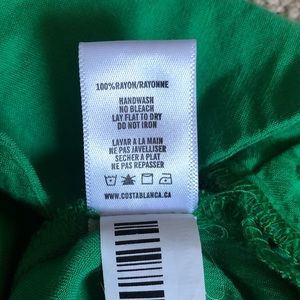 100%RAYON/RAYONNE
HANDWASH
NO BLEACH
LAY FLAT TO DRY
DO NOT IRON
LAVAR A LA MAIN
NE PAS JAVELLISER
SECHER A PLAT
NE PAS REPASSER
WWW.COSTABLANCA.CA